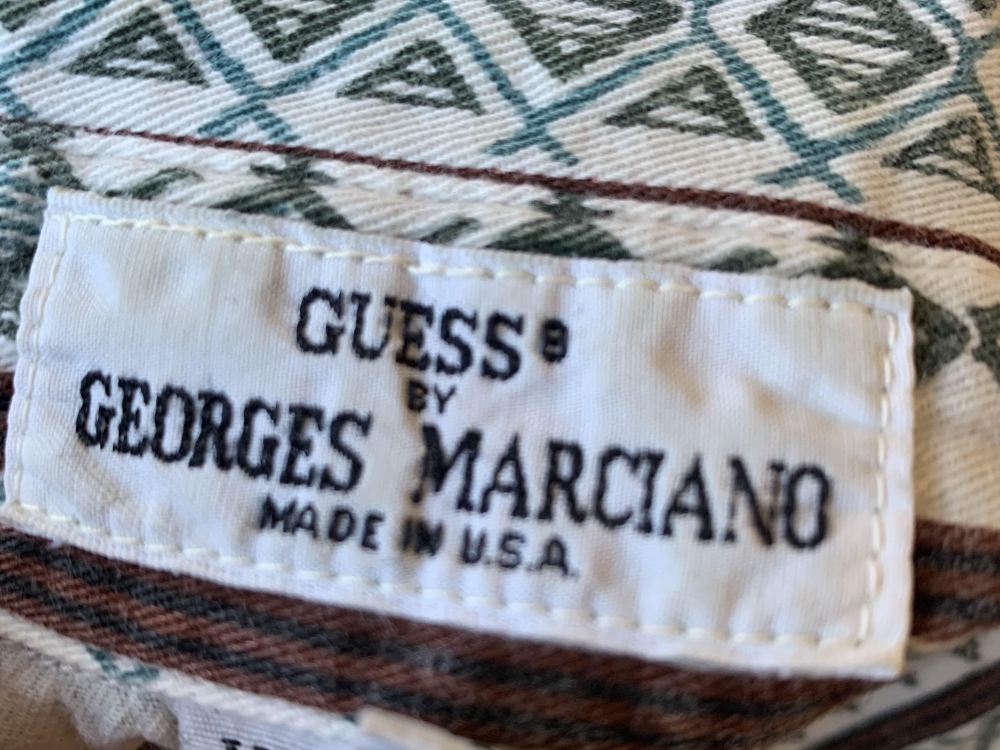 GUESS®
BY
GEORGES MARCIANO
MADE IN U.S.A.